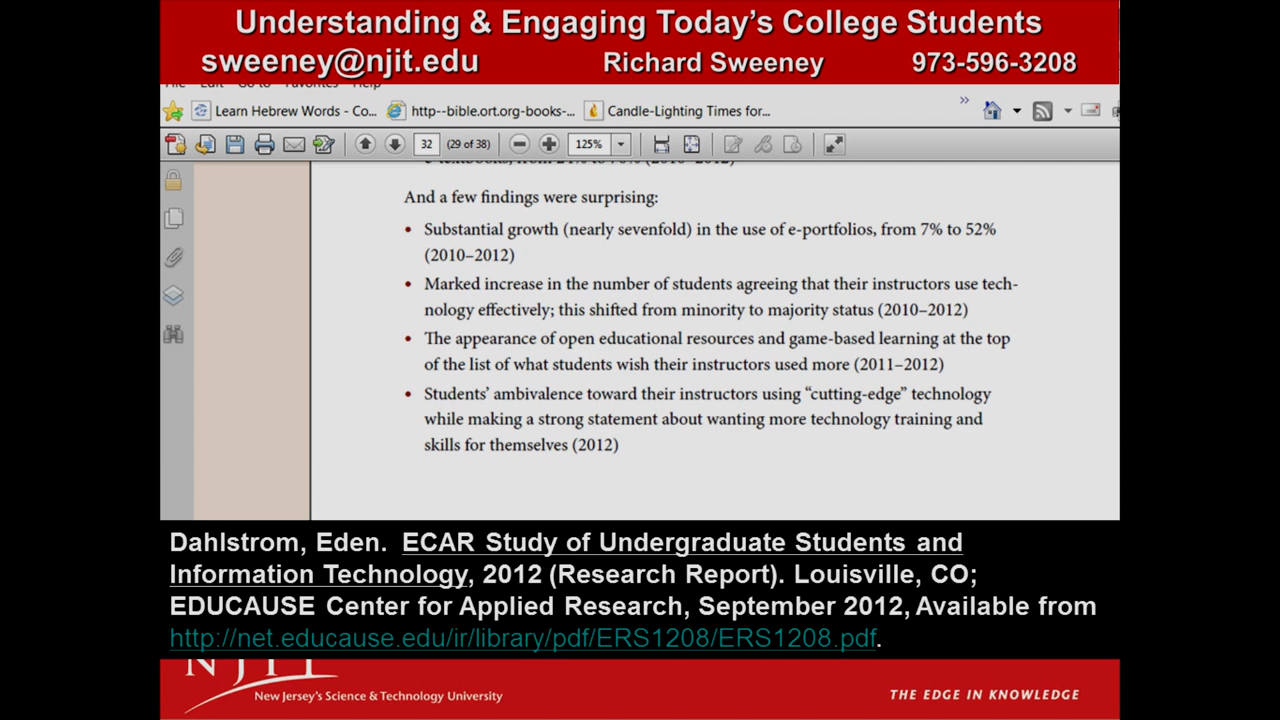 Understanding & Engaging Today's College Students
sweeney@njit.edu Richard Sweeney 973-596-3208
File Edit Go to Favorites Help
Learn Hebrew Words - Co... http--bible.ort.org-books-... Candle-Lighting Times for...
32 (29 of 38) 125%
And a few findings were surprising:
• Substantial growth (nearly sevenfold) in the use of e-portfolios, from 7% to 52%
(2010–2012)
• Marked increase in the number of students agreeing that their instructors use tech-
nology effectively; this shifted from minority to majority status (2010–2012)
• The appearance of open educational resources and game-based learning at the top
of the list of what students wish their instructors used more (2011–2012)
• Students' ambivalence toward their instructors using “cutting-edge” technology
while making a strong statement about wanting more technology training and
skills for themselves (2012)
Dahlstrom, Eden. ECAR Study of Undergraduate Students and
Information Technology, 2012 (Research Report). Louisville, CO;
EDUCAUSE Center for Applied Research, September 2012, Available from
http://net.educause.edu/ir/library/pdf/ERS1208/ERS1208.pdf.
NJIT
New Jersey's Science & Technology University THE EDGE IN KNOWLEDGE